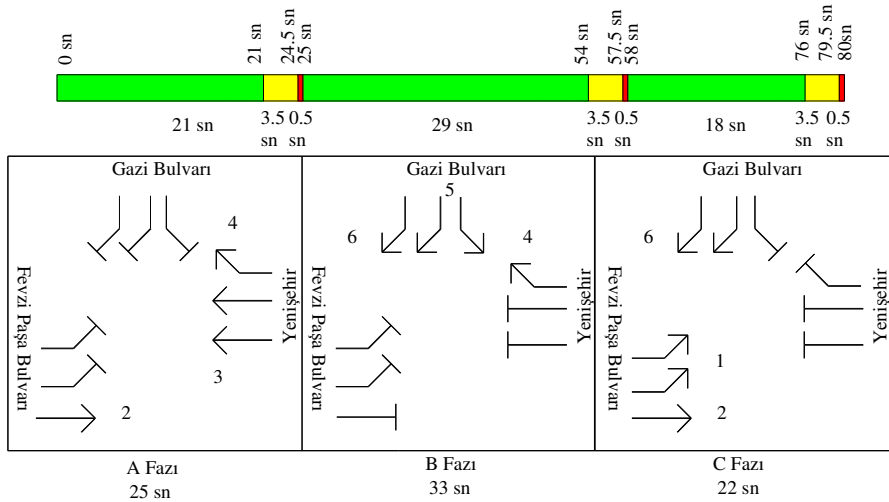 0 sn
21 sn
24.5 sn
25 sn
54 sn
57.5 sn
58 sn
76 sn
79.5 sn
80sn
21 sn
3.5 sn
0.5 sn
29 sn
3.5 sn
0.5 sn
18 sn
3.5 sn
0.5 sn
Gazi Bulvarı
4
Fevzi Paşa Bulvarı
Yenişehir
3
2
Gazi Bulvarı
5
6
4
Fevzi Paşa Bulvarı
Yenişehir
Gazi Bulvarı
6
Fevzi Paşa Bulvarı
Yenişehir
1
2
A Fazı
25 sn
B Fazı
33 sn
C Fazı
22 sn